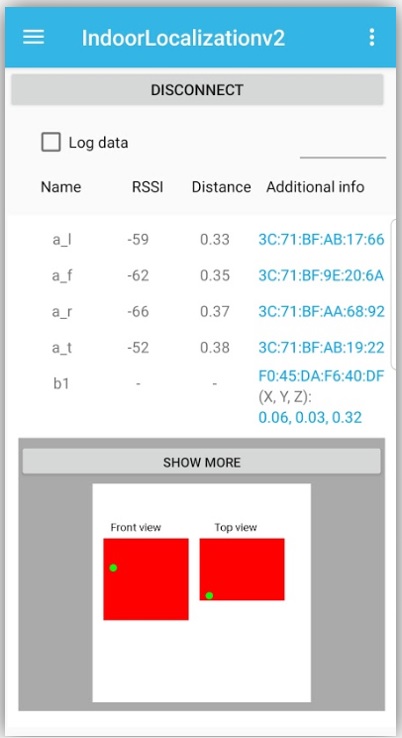 IndoorLocalizationv2
DISCONNECT
Log data
Name RSSI Distance Additional info
a_l -59 0.33 3C:71:BF:AB:17:66
a_f -62 0.35 3C:71:BF:9E:20:6A
a_r -66 0.37 3C:71:BF:AA:68:92
a_t -52 0.38 3C:71:BF:AB:19:22
b1 - - F0:45:DA:F6:40:DF
(X, Y, Z):
0.06, 0.03, 0.32
SHOW MORE
Front view Top view